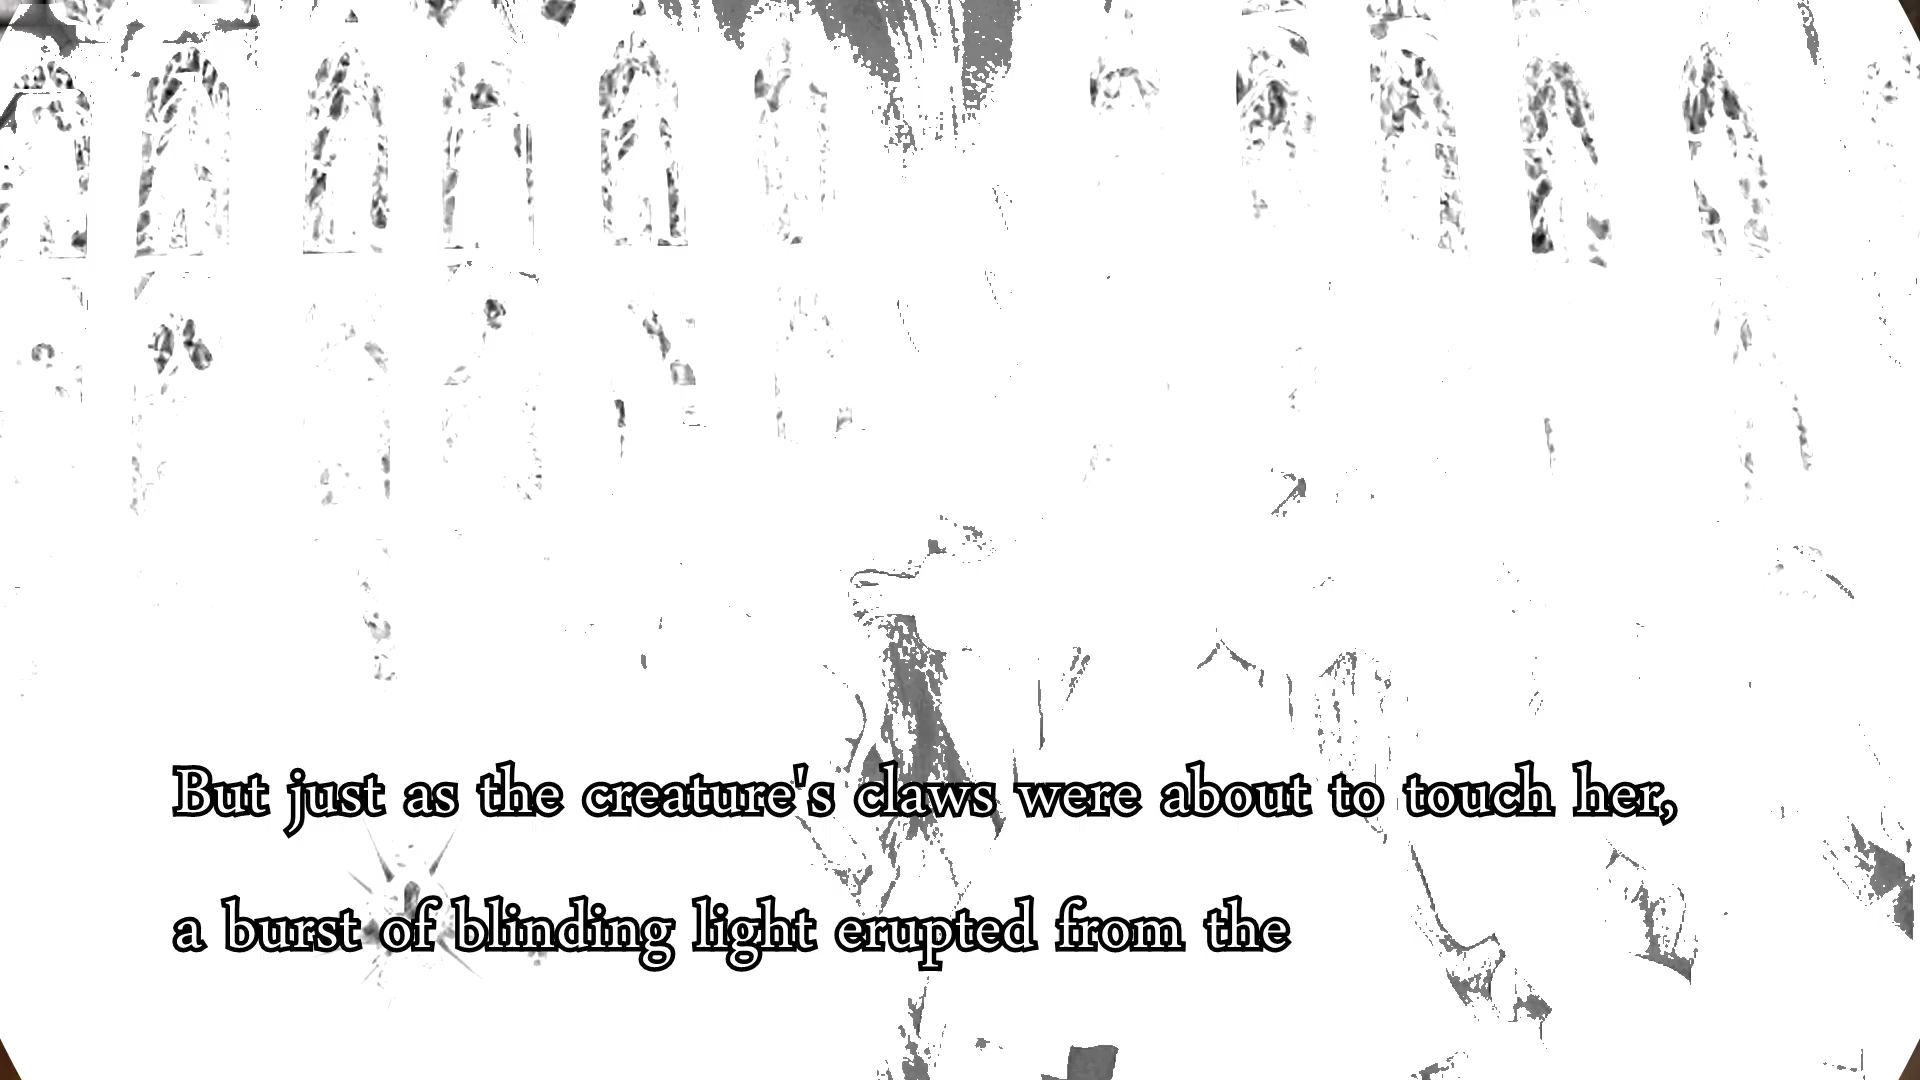 But just as the creature's claws were about to touch her,
a burst of blinding light erupted from the